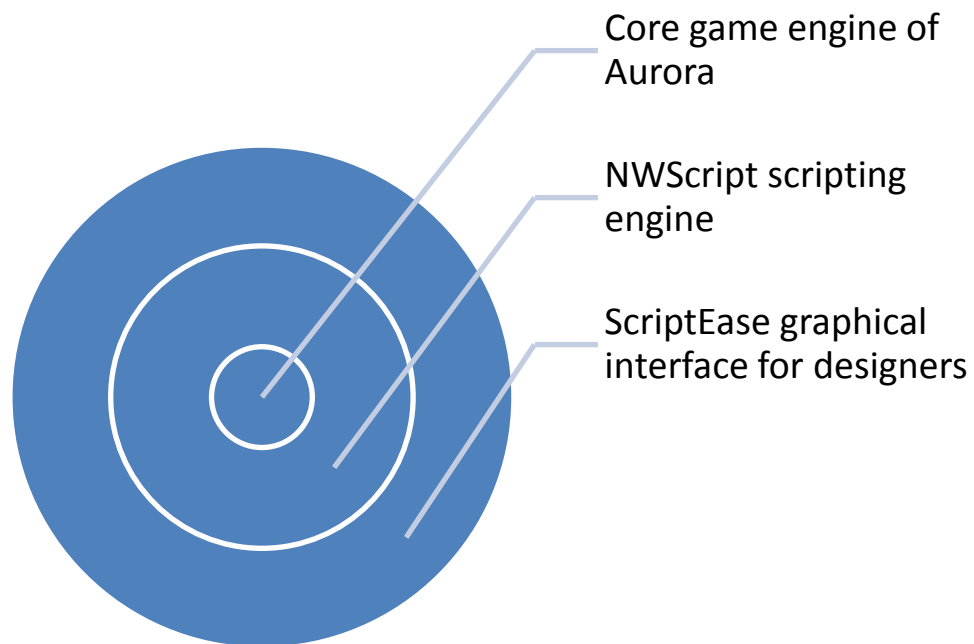 Core game engine of
Aurora
NWScript scripting
engine
ScriptEase graphical
interface for designers